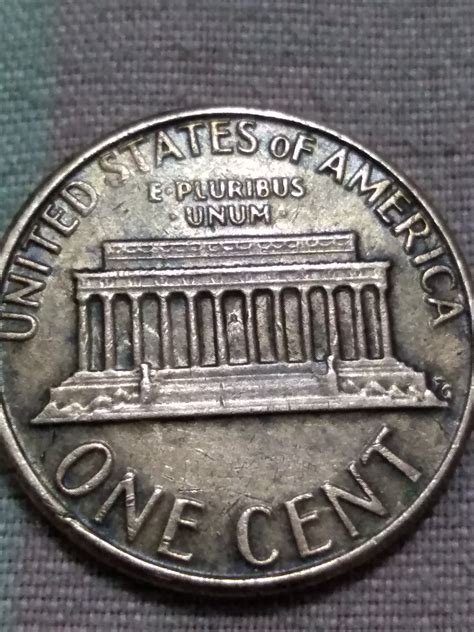 UNITED STATES OF AMERICA
E·PLURIBUS
·UNUM·
FG
ONE CENT